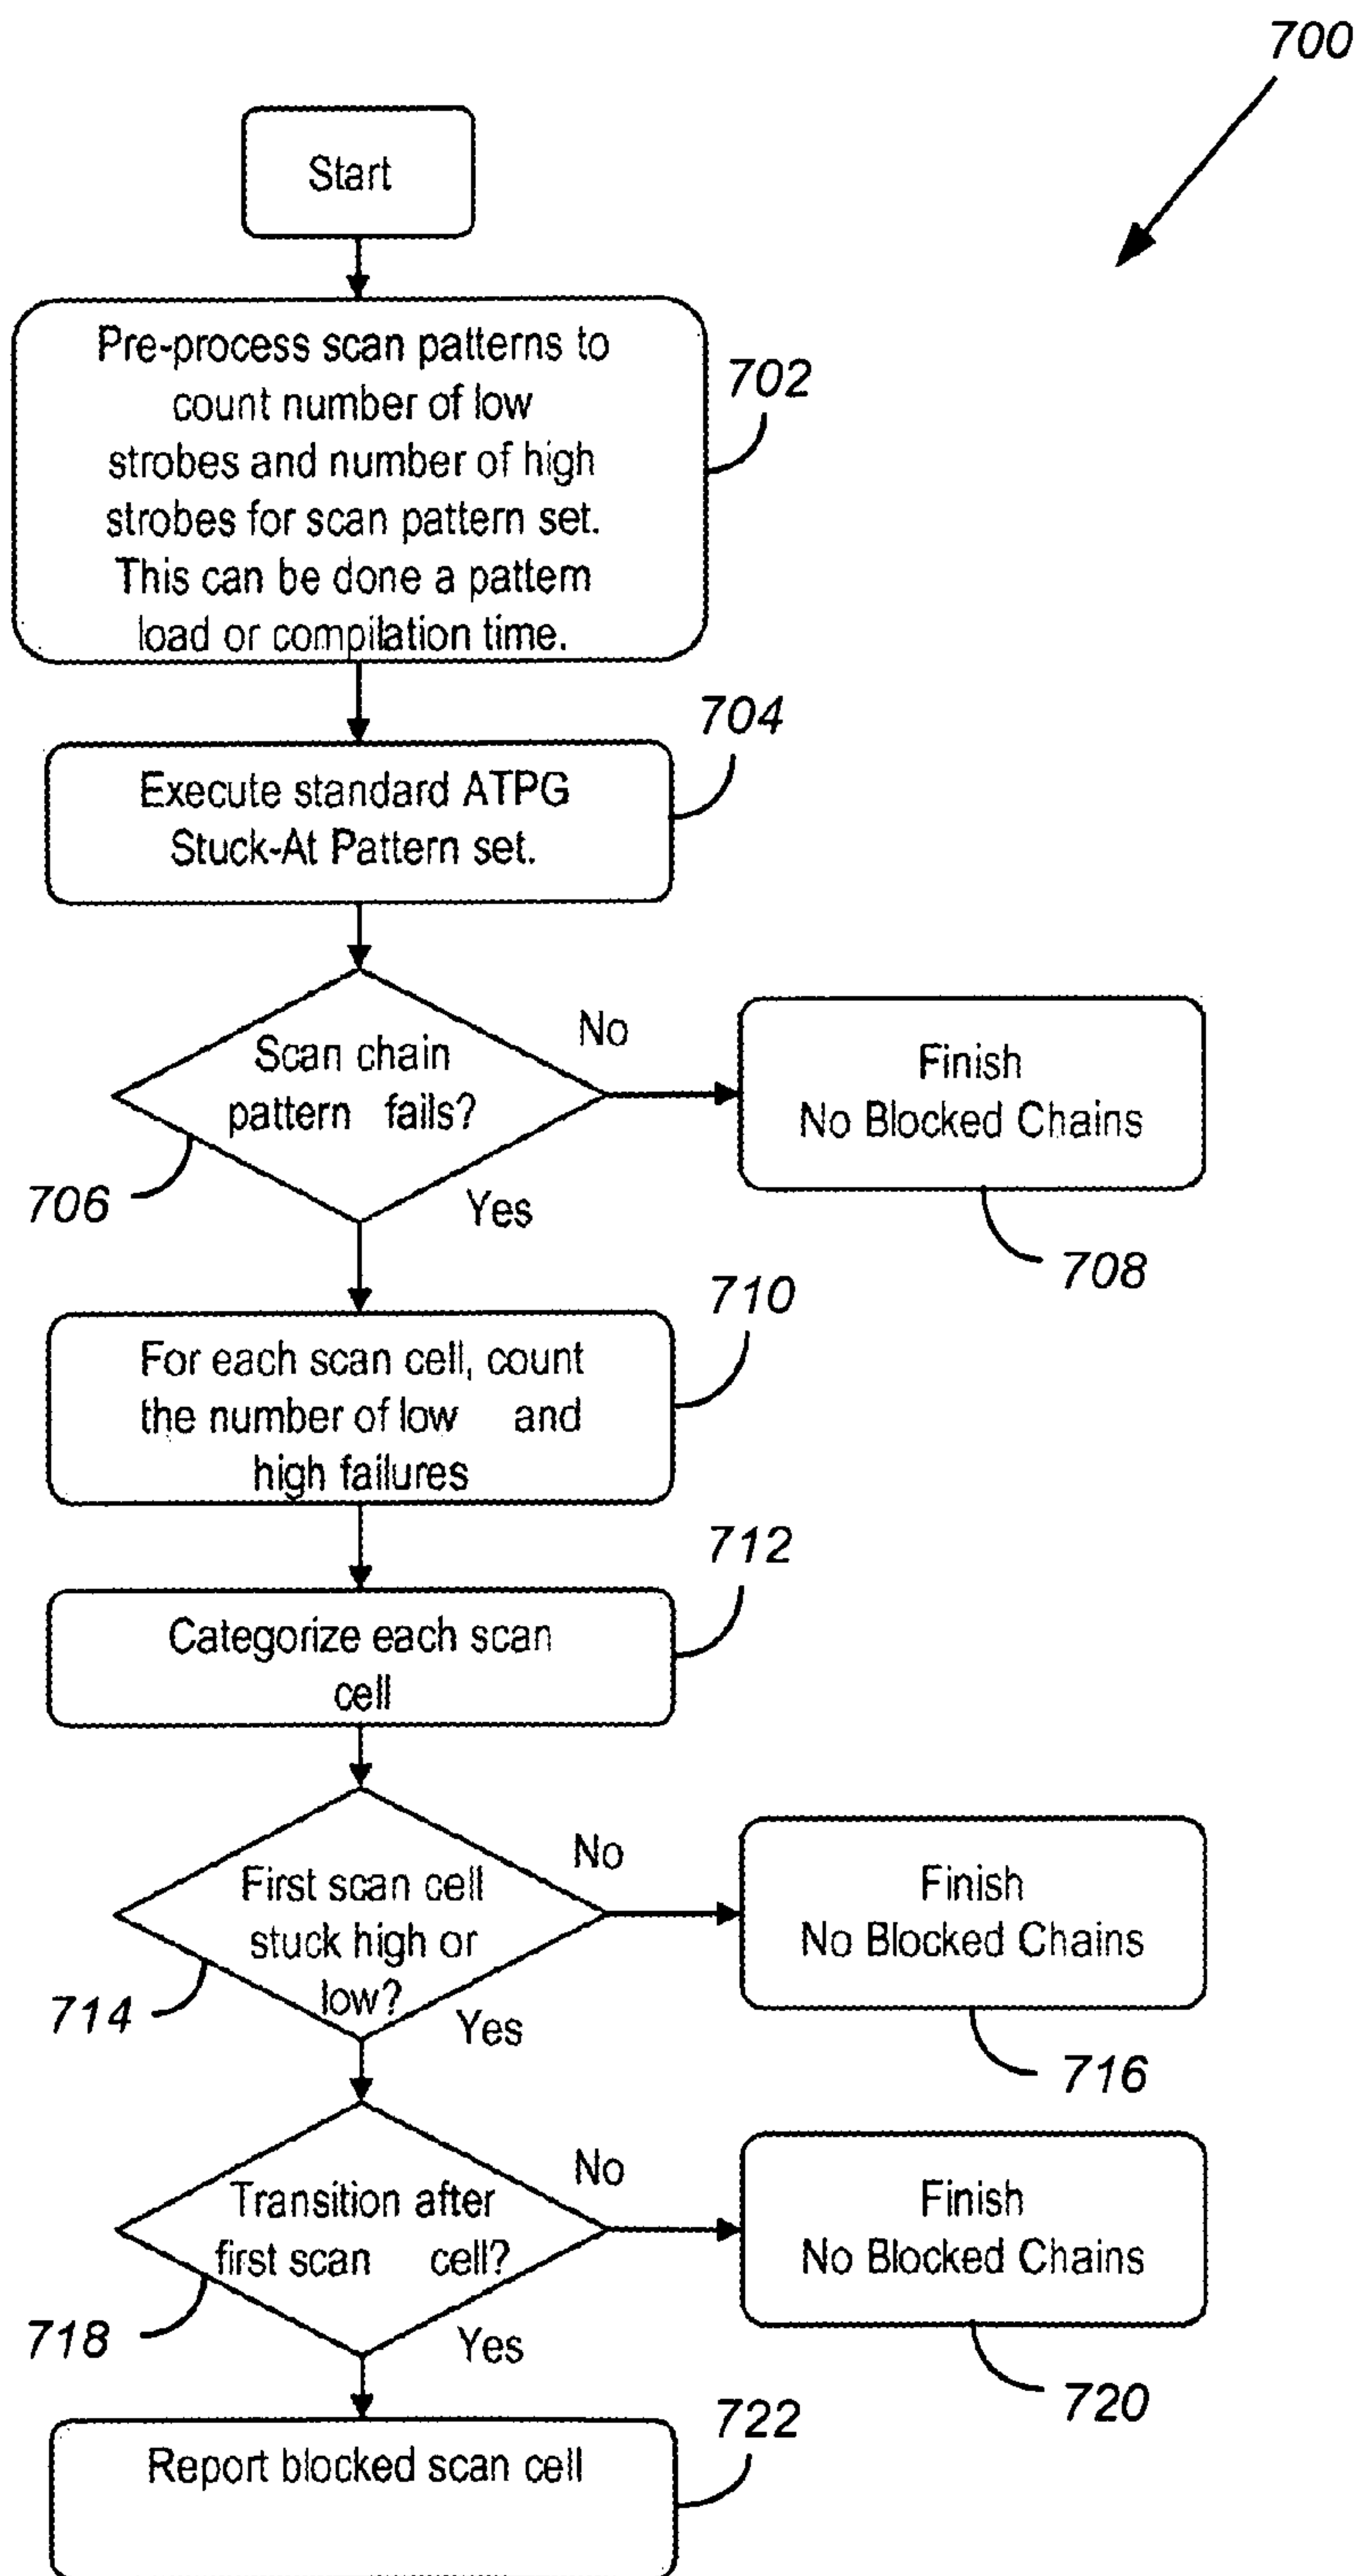 700
Start
Pre-process scan patterns to
count number of low
strobes and number of high
strobes for scan pattern set.
This can be done a pattern
load or compilation time.
702
704
Execute standard ATPG
Stuck-At Pattern set.
Scan chain
pattern fails?
No
Finish
No Blocked Chains
706
Yes
708
710
For each scan cell, count
the number of low and
high failures
712
Categorize each scan
cell
First scan cell
stuck high or
low?
No
Finish
No Blocked Chains
714
Yes
716
Transition after
first scan cell?
No
Finish
No Blocked Chains
718
Yes
720
722
Report blocked scan cell